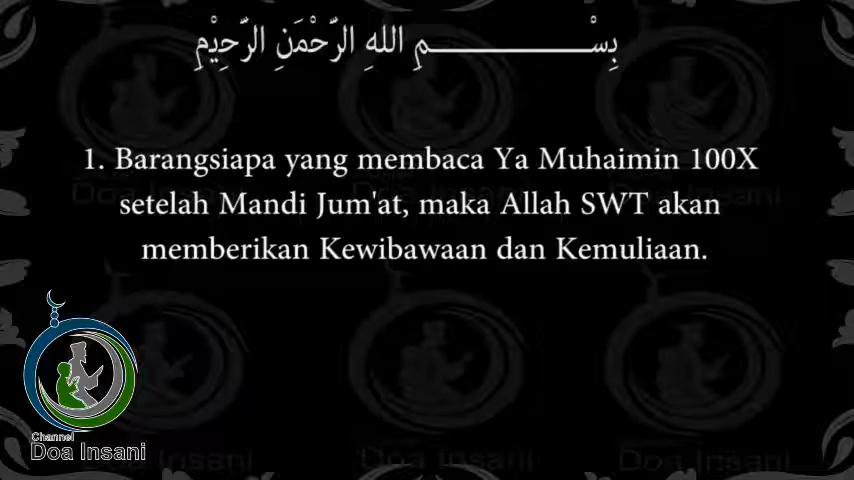 بِسْــــــــــــــــــمِ اللهِ الرَّحْمَنِ الرَّحِيْمِ
1. Barangsiapa yang membaca Ya Muhaimin 100X
setelah Mandi Jum'at, maka Allah SWT akan
memberikan Kewibawaan dan Kemuliaan.
Channel
Doa Insani